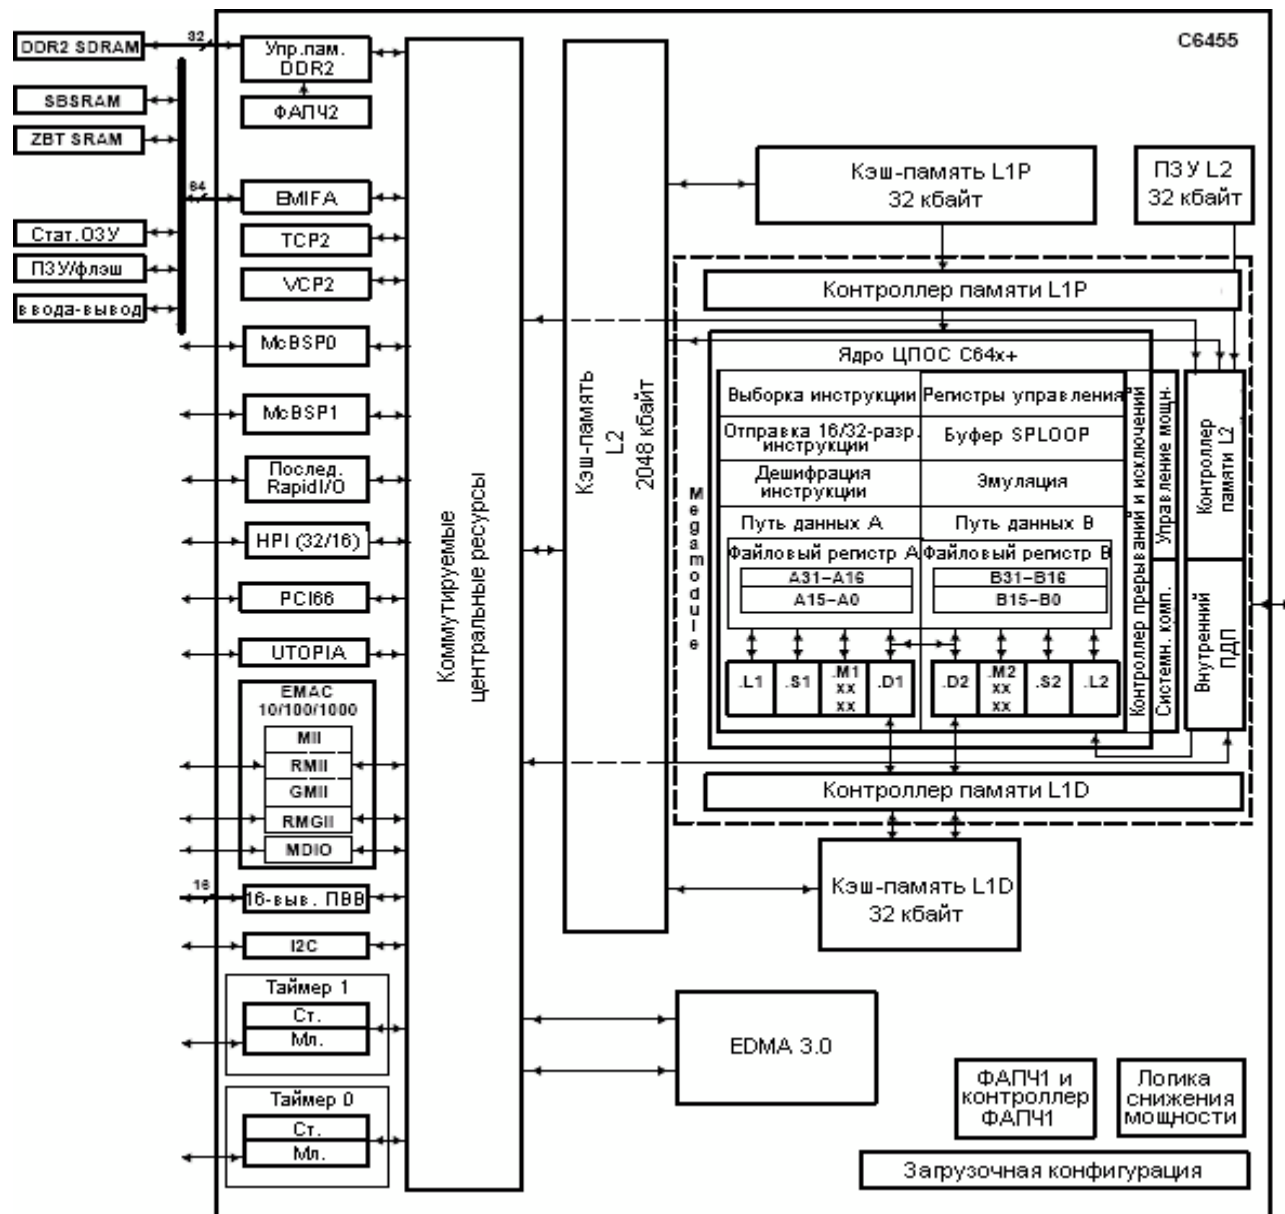 C6455
DDR2 SDRAM
SBSRAM
ZBT SRAM
Стат.ОЗУ
ПЗУ/флэш
ввода-вывод
32
64
16
Упр.пам.
DDR2
ФАПЧ2
EMIFA
TCP2
VCP2
McBSP0
McBSP1
Послед.
RapidI/O
HPI (32/16)
PCI66
UTOPIA
EMAC
10/100/1000
MII
RMII
GMII
RMGII
MDIO
16-выв. ПВВ
I2C
Таймер 1
Ст.
Мл.
Таймер 0
Ст.
Мл.
Коммутируемые
центральные ресурсы
Кэш-память
L2
2048 кбайт
Кэш-память L1P
32 кбайт
ПЗУ L2
32 кбайт
Контроллер памяти L1P
Megamodule
Ядро ЦПОС C64x+
Выборка инструкции
Регистры управления
Отправка 16/32-разр.
инструкции
Буфер SPLOOP
Дешифрация
инструкции
Эмуляция
Путь данных A
Путь данных B
Файловый регистр A
Файловый регистр B
A31–A16
A15–A0
B31–B16
B15–B0
.L1
.S1
.M1
xx
xx
.D1
.D2
.M2
xx
xx
.S2
.L2
Контроллер прерываний и исключений
Управление мощн.
Системн. комп.
Контроллер
памяти L2
Внутренний
ПДП
Контроллер памяти L1D
Кэш-память L1D
32 кбайт
EDMA 3.0
ФАПЧ1 и
контроллер
ФАПЧ1
Логика
снижения
мощности
Загрузочная конфигурация